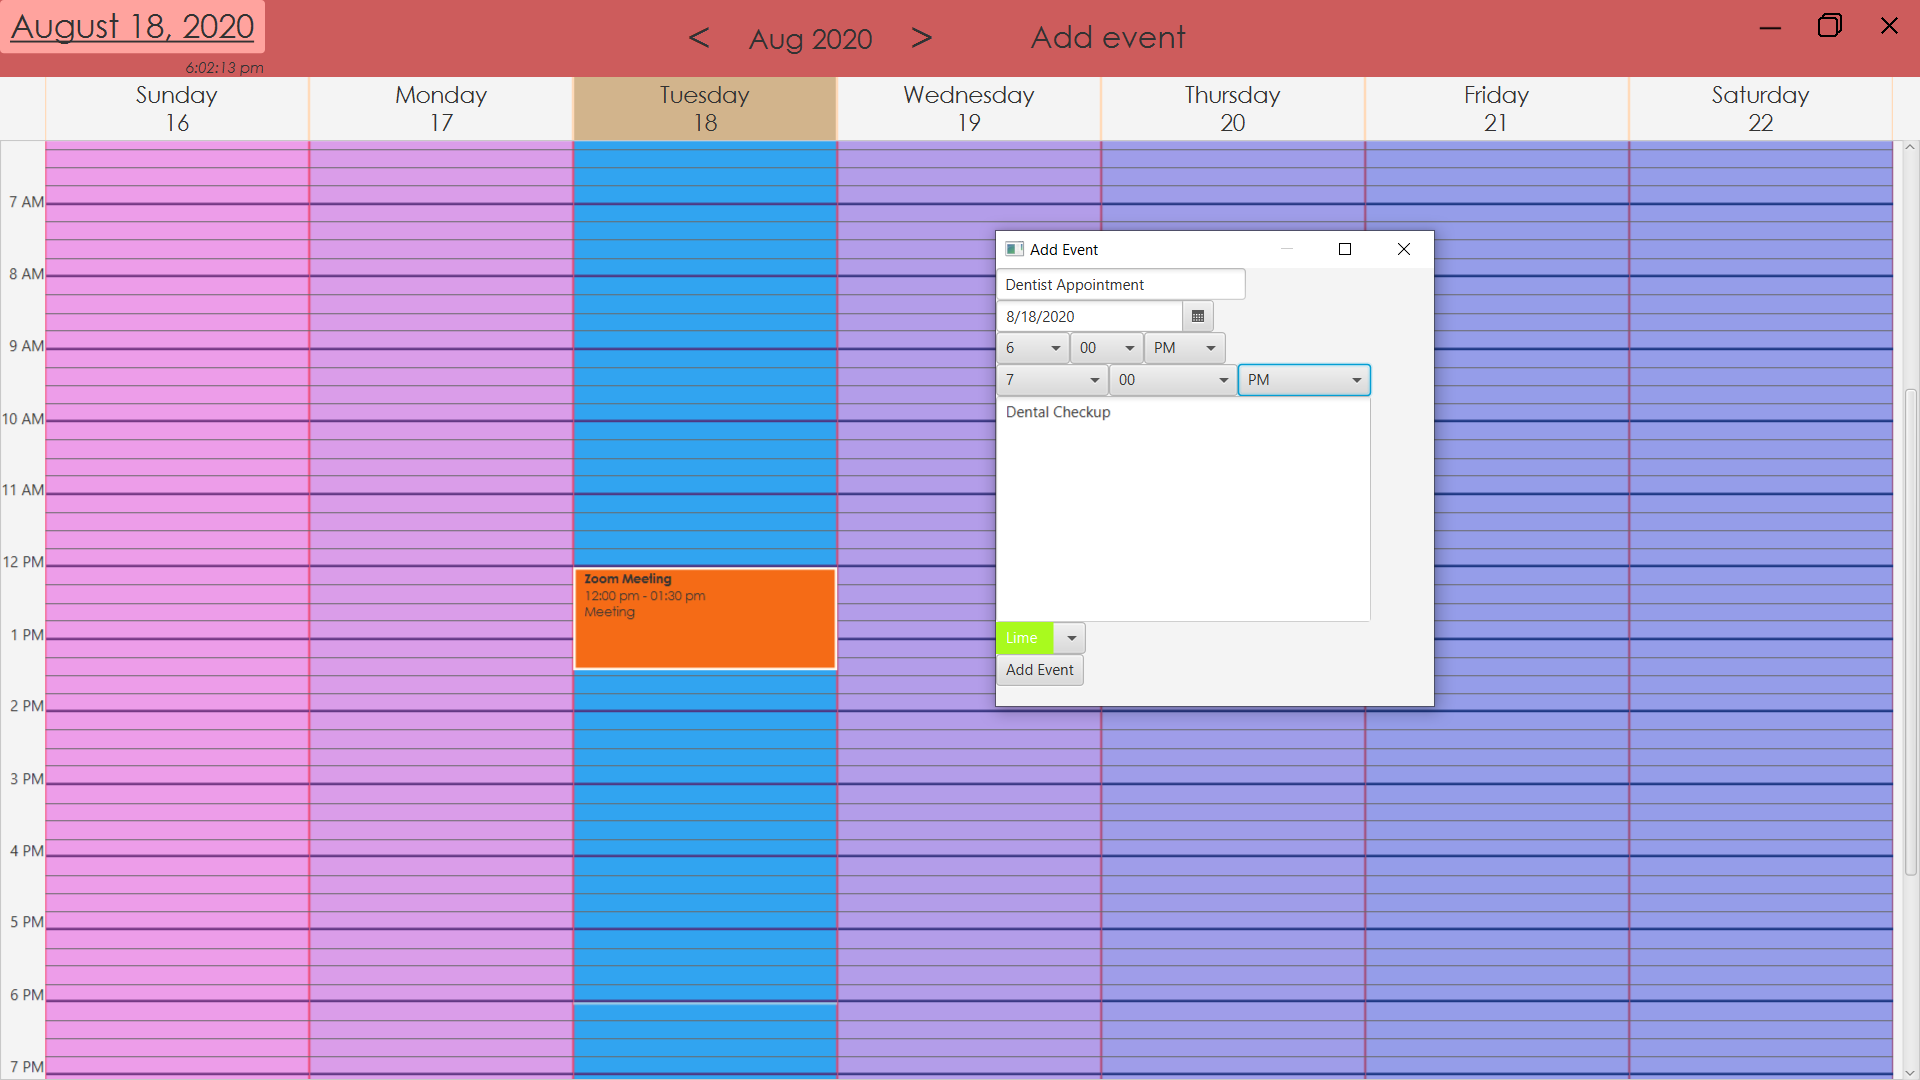 August 18, 2020
6:02:13 pm
< Aug 2020 > Add event
Sunday Monday Tuesday Wednesday Thursday Friday Saturday
16 17 18 19 20 21 22
7 AM
8 AM
9 AM
10 AM
11 AM
12 PM
1 PM
2 PM
3 PM
4 PM
5 PM
6 PM
7 PM
Zoom Meeting
12:00 pm - 01:30 pm
Meeting
Add Event
Dentist Appointment
8/18/2020
6 00 PM
7 00 PM
Dental Checkup
Lime
Add Event